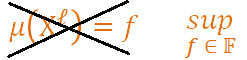 μ(X^ℓ) = f sup
f ∈ 𝔽